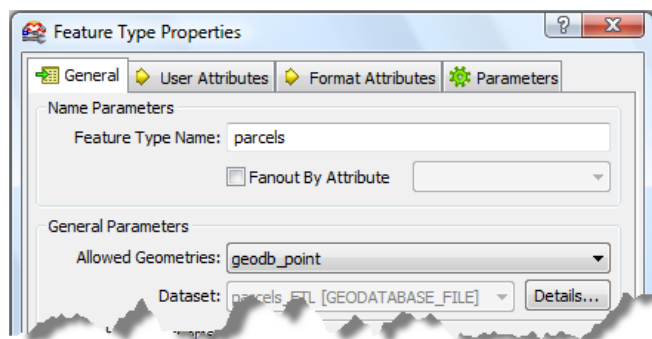 Feature Type Properties
General User Attributes Format Attributes Parameters
Name Parameters
Feature Type Name: parcels
Fanout By Attribute
General Parameters
Allowed Geometries: geodb_point
Dataset: parcels_ETL [GEODATABASE_FILE] Details...